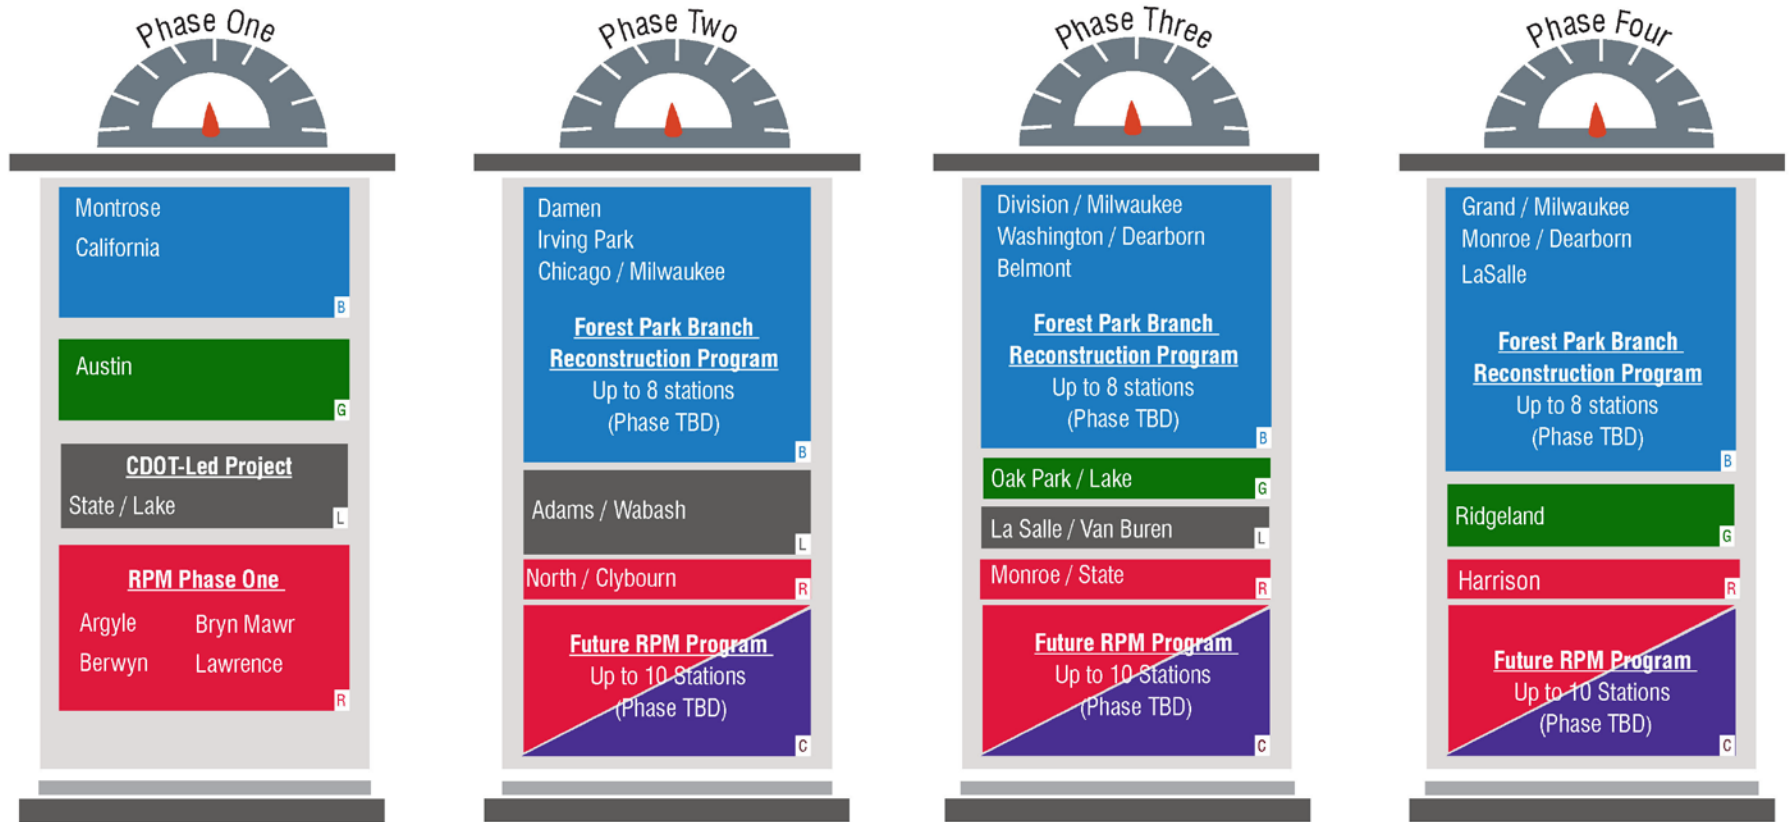 Phase One
Montrose
California
B
Austin
G
CDOT-Led Project
State / Lake
L
RPM Phase One
Argyle Bryn Mawr
Berwyn Lawrence
R
Phase Two
Damen
Irving Park
Chicago / Milwaukee
Forest Park Branch
Reconstruction Program
Up to 8 stations
(Phase TBD)
B
Adams / Wabash
L
North / Clybourn
R
Future RPM Program
Up to 10 Stations
(Phase TBD)
C
Phase Three
Division / Milwaukee
Washington / Dearborn
Belmont
Forest Park Branch
Reconstruction Program
Up to 8 stations
(Phase TBD)
B
Oak Park / Lake
G
La Salle / Van Buren
L
Monroe / State
R
Future RPM Program
Up to 10 Stations
(Phase TBD)
C
Phase Four
Grand / Milwaukee
Monroe / Dearborn
LaSalle
Forest Park Branch
Reconstruction Program
Up to 8 stations
(Phase TBD)
B
Ridgeland
G
Harrison
R
Future RPM Program
Up to 10 Stations
(Phase TBD)
C